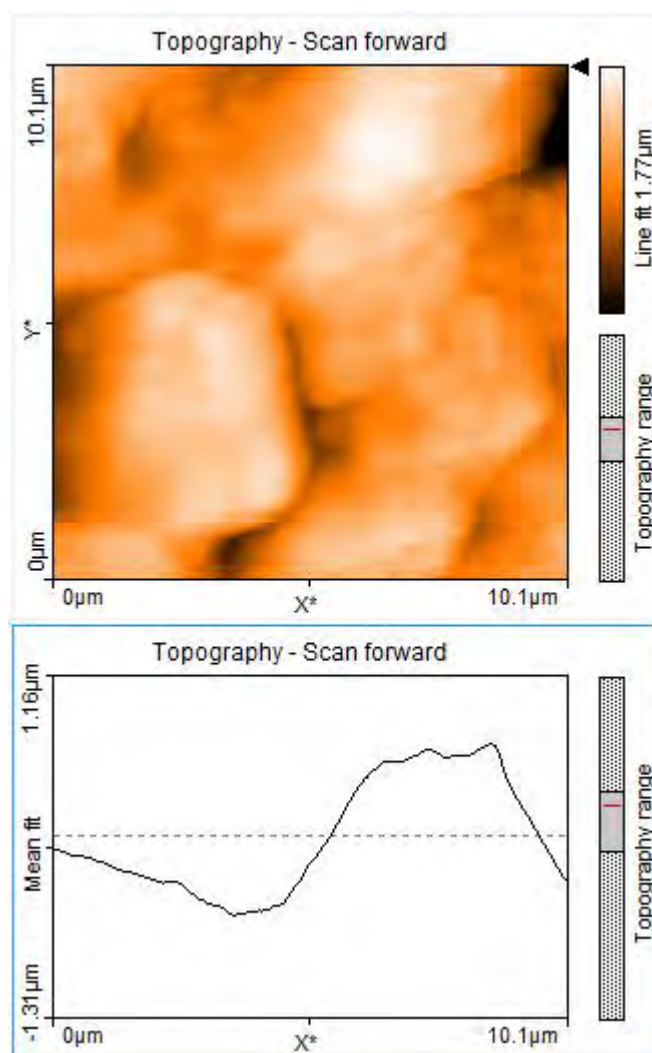 Topography - Scan forward
10.1µm
Y*
0µm
0µm
X*
10.1µm
Line fit 1.77µm
Topography range
Topography - Scan forward
1.16µm
Mean fit
-1.31µm
0µm
X*
10.1µm
Topography range